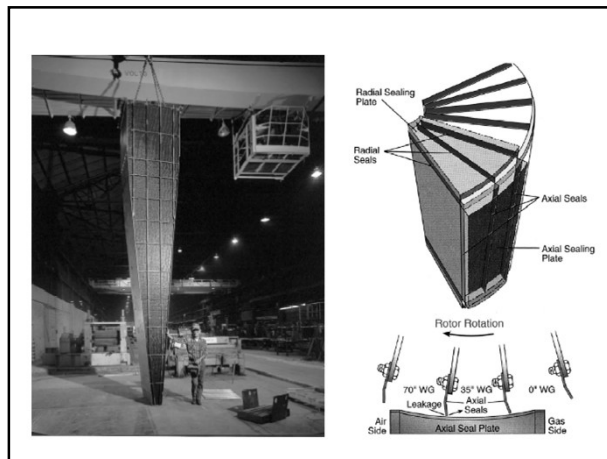 Radial Sealing
Plate
Radial
Seals
Axial Seals
Axial Sealing
Plate
Rotor Rotation
70" WG
35" WG
0" WG
Leakage
Axial
Seals
Air
Side
Axial Seal Plate
Gas
Side